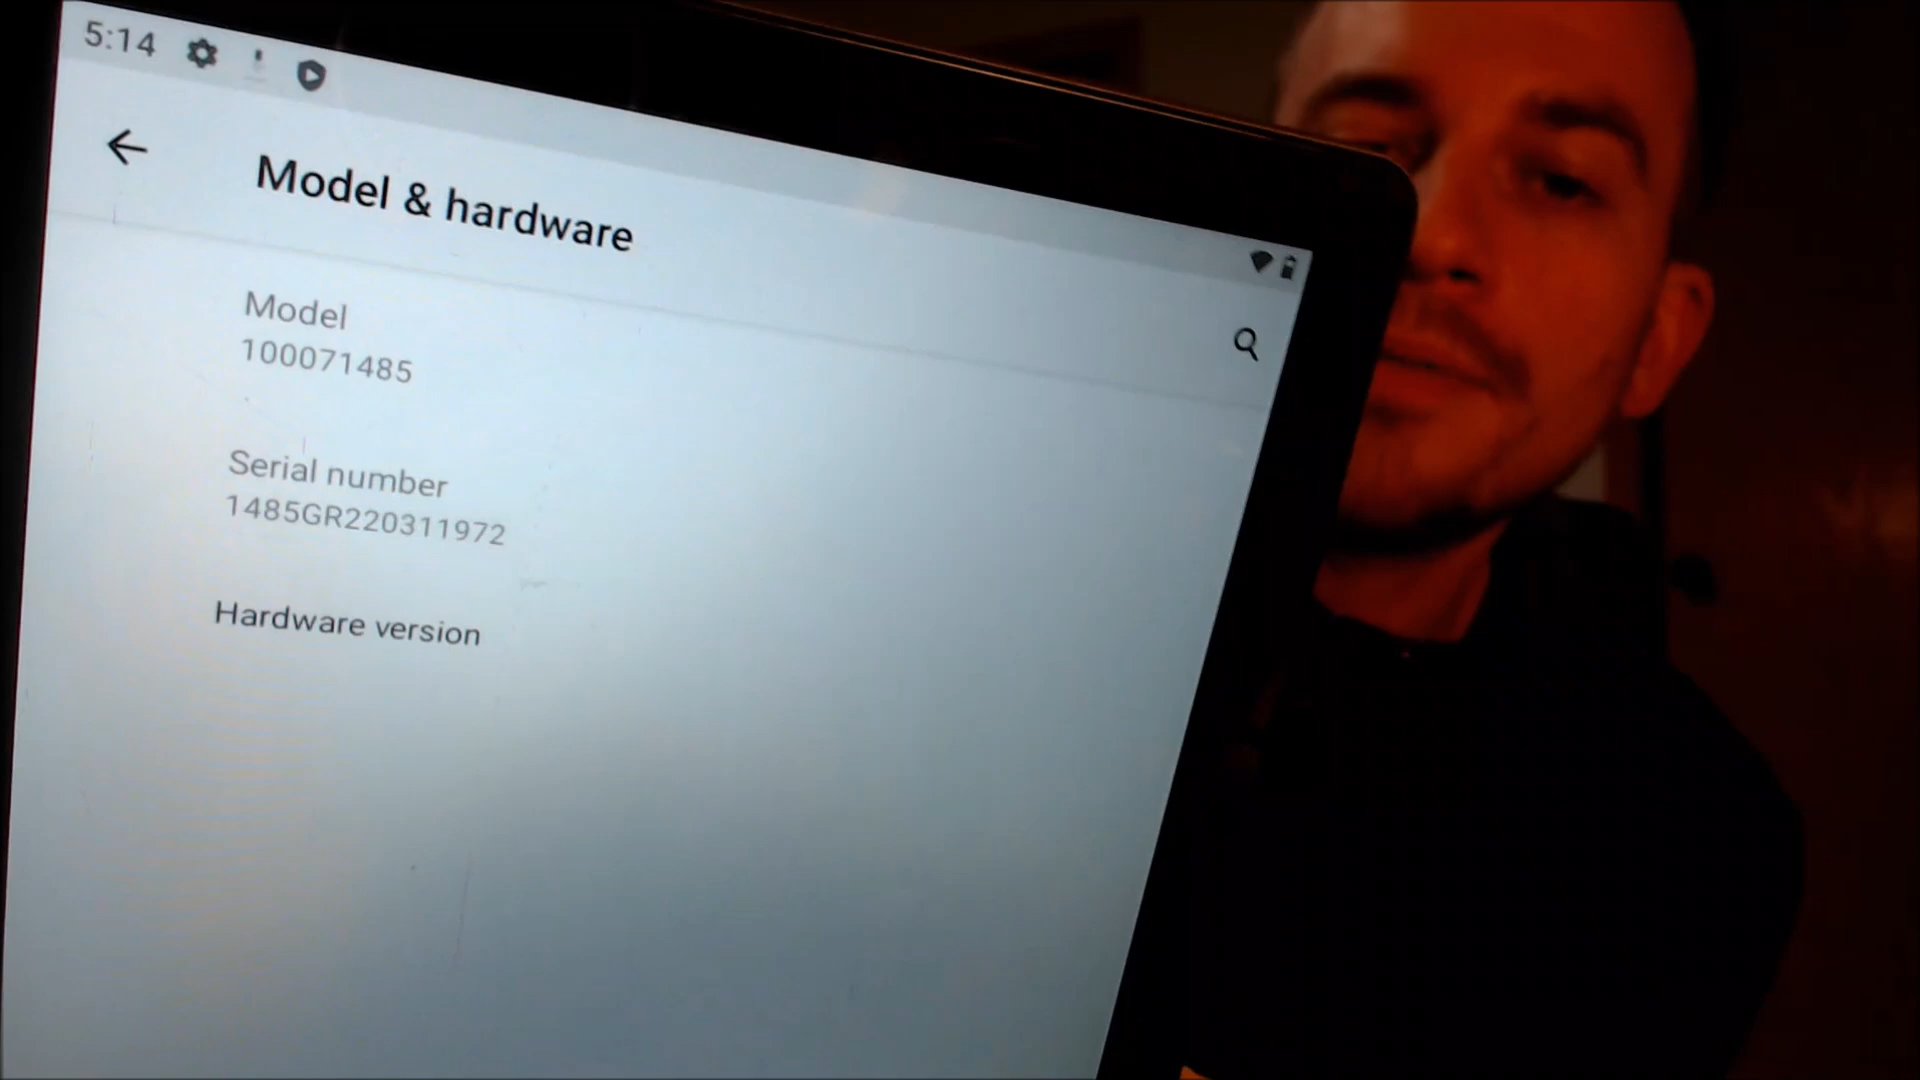 5:14
Model & hardware
Model
100071485
Serial number
1485GR220311972
Hardware version